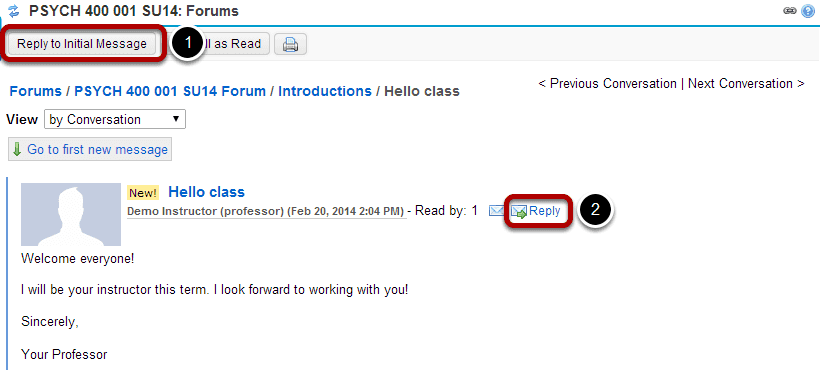 PSYCH 400 001 SU14: Forums
Reply to Initial Message 1 ll as Read
Forums / PSYCH 400 001 SU14 Forum / Introductions / Hello class
< Previous Conversation | Next Conversation >
View by Conversation
Go to first new message
New! Hello class
Demo Instructor (professor) (Feb 20, 2014 2:04 PM) - Read by: 1 Reply 2
Welcome everyone!
I will be your instructor this term. I look forward to working with you!
Sincerely,
Your Professor